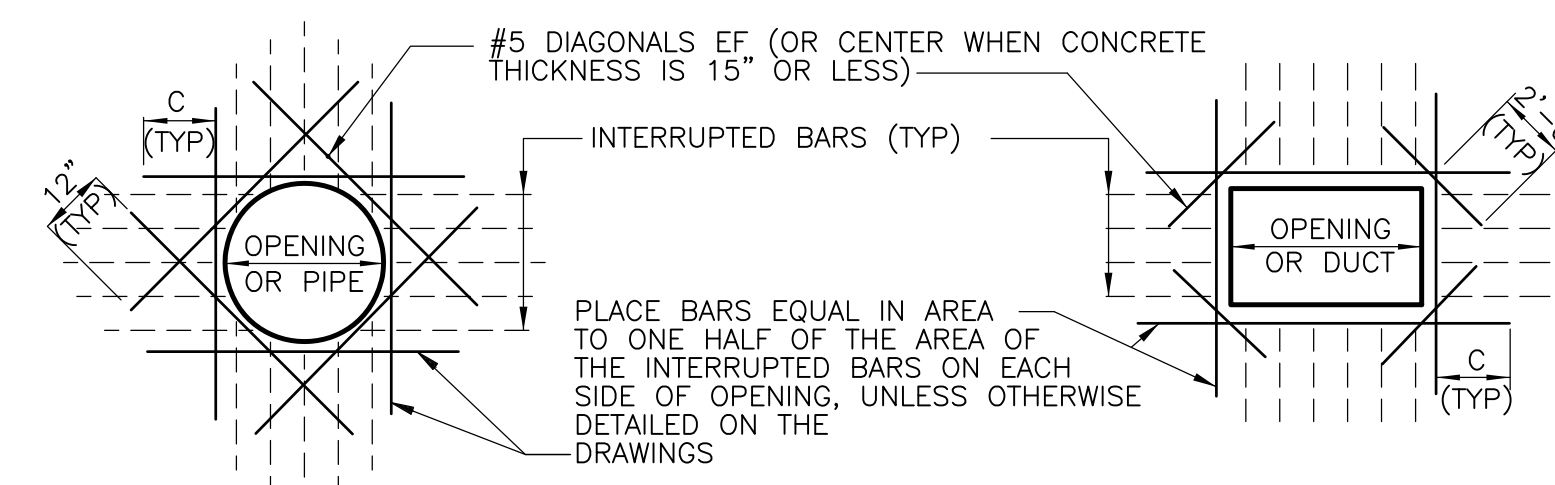 #5 DIAGONALS EF (OR CENTER WHEN CONCRETE
THICKNESS IS 15" OR LESS)
C
(TYP)
12"
(TYP)
INTERRUPTED BARS (TYP)
OPENING
OR PIPE
PLACE BARS EQUAL IN AREA
TO ONE HALF OF THE AREA OF
THE INTERRUPTED BARS ON EACH
SIDE OF OPENING, UNLESS OTHERWISE
DETAILED ON THE
DRAWINGS
OPENING
OR DUCT
(TYP)
C
(TYP)